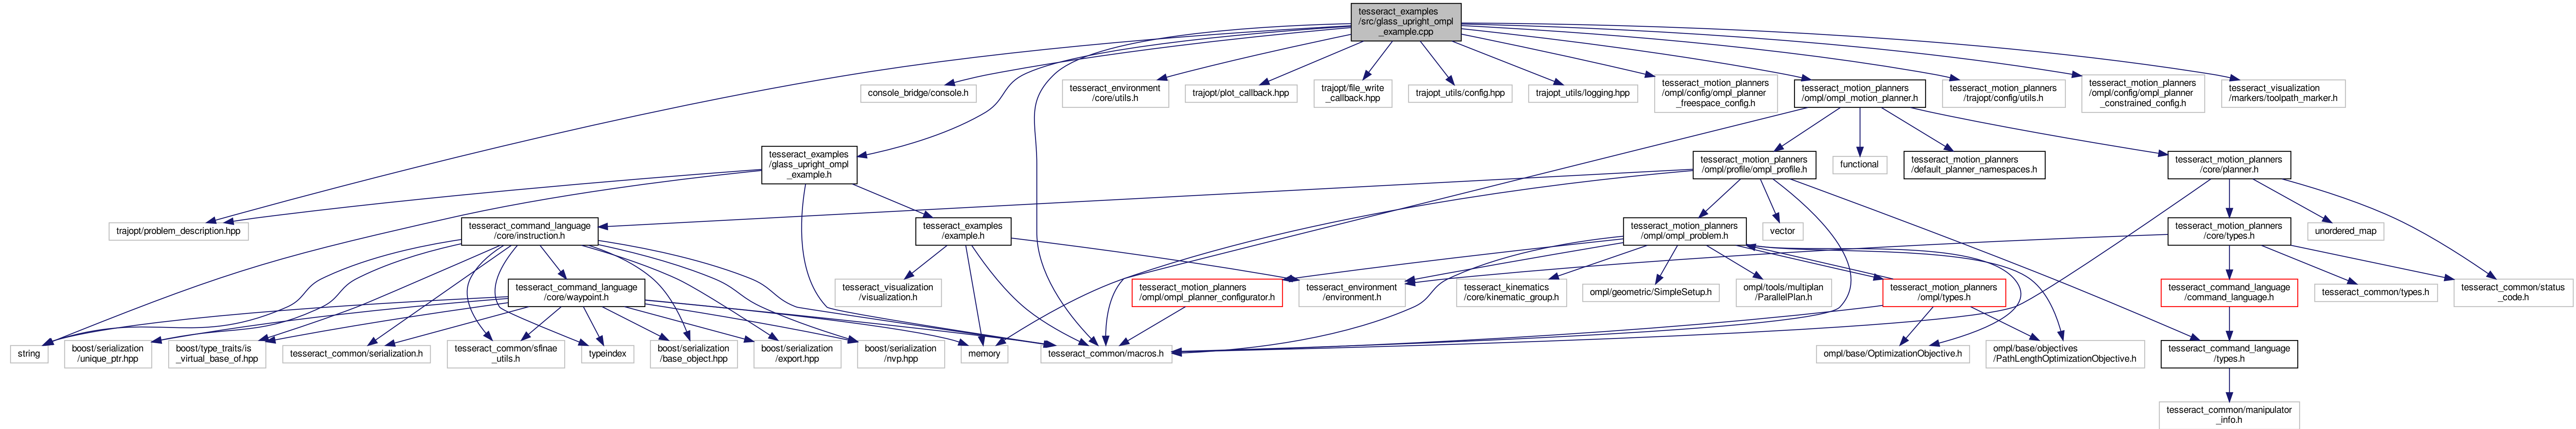 tesseract_examples
/src/glass_upright_ompl
_example.cpp
console_bridge/console.h
tesseract_environment
/core/utils.h
trajopt/plot_callback.hpp
trajopt/file_write
_callback.hpp
trajopt_utils/config.hpp
trajopt_utils/logging.hpp
tesseract_motion_planners
/ompl/config/ompl_planner
_freespace_config.h
tesseract_motion_planners
/ompl/ompl_motion_planner.h
tesseract_motion_planners
/trajopt/config/utils.h
tesseract_motion_planners
/ompl/config/ompl_planner
_constrained_config.h
tesseract_visualization
/markers/toolpath_marker.h
tesseract_examples
/glass_upright_ompl
_example.h
tesseract_motion_planners
/ompl/profile/ompl_profile.h
functional
tesseract_motion_planners
/default_planner_namespaces.h
tesseract_motion_planners
/core/planner.h
trajopt/problem_description.hpp
tesseract_command_language
/core/instruction.h
tesseract_examples
/example.h
tesseract_motion_planners
/ompl/ompl_problem.h
vector
tesseract_motion_planners
/core/types.h
unordered_map
tesseract_command_language
/core/waypoint.h
tesseract_visualization
/visualization.h
tesseract_motion_planners
/ompl/ompl_planner_configurator.h
tesseract_environment
/environment.h
tesseract_kinematics
/core/kinematic_group.h
ompl/geometric/SimpleSetup.h
ompl/tools/multiplan
/ParallelPlan.h
tesseract_motion_planners
/ompl/types.h
tesseract_command_language
/command_language.h
tesseract_common/types.h
tesseract_common/status
_code.h
string
boost/serialization
/unique_ptr.hpp
boost/type_traits/is
_virtual_base_of.hpp
tesseract_common/serialization.h
tesseract_common/sfinae
_utils.h
typeindex
boost/serialization
/base_object.hpp
boost/serialization
/export.hpp
boost/serialization
/nvp.hpp
memory
tesseract_common/macros.h
ompl/base/OptimizationObjective.h
ompl/base/objectives
/PathLengthOptimizationObjective.h
tesseract_command_language
/types.h
tesseract_common/manipulator
_info.h